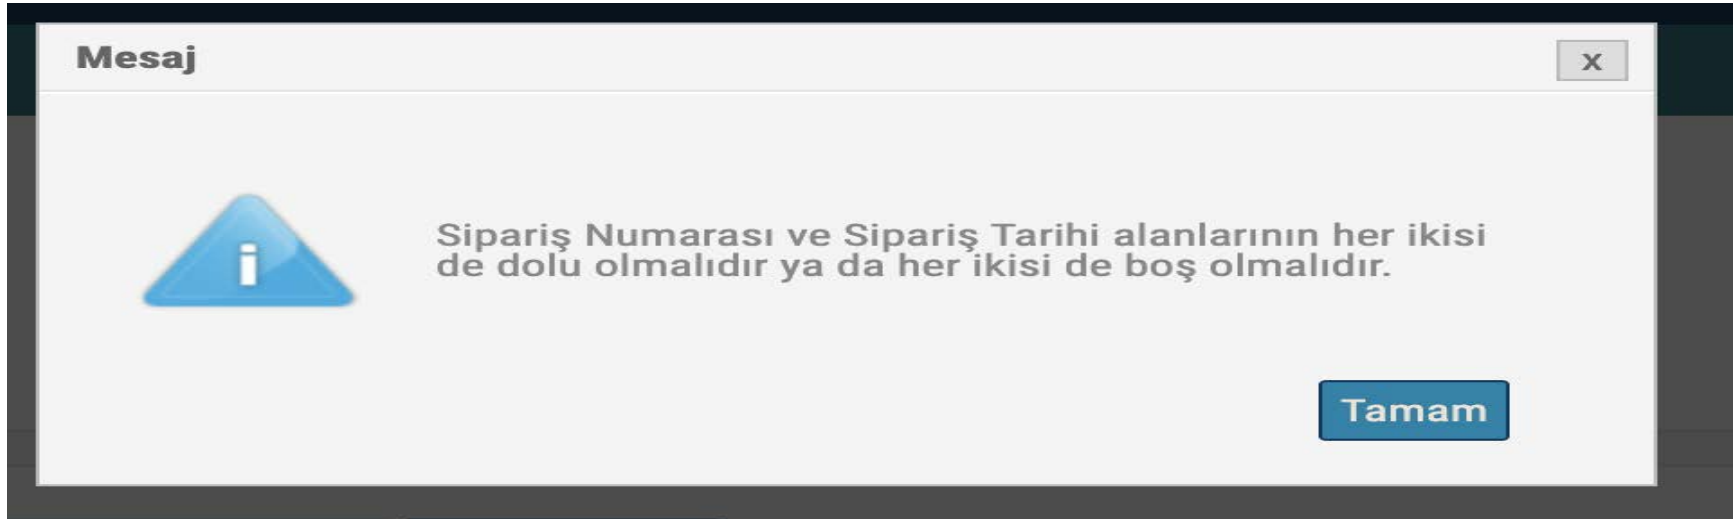 Mesaj
x
Sipariş Numarası ve Sipariş Tarihi alanlarının her ikisi
de dolu olmalıdır ya da her ikisi de boş olmalıdır.
Tamam